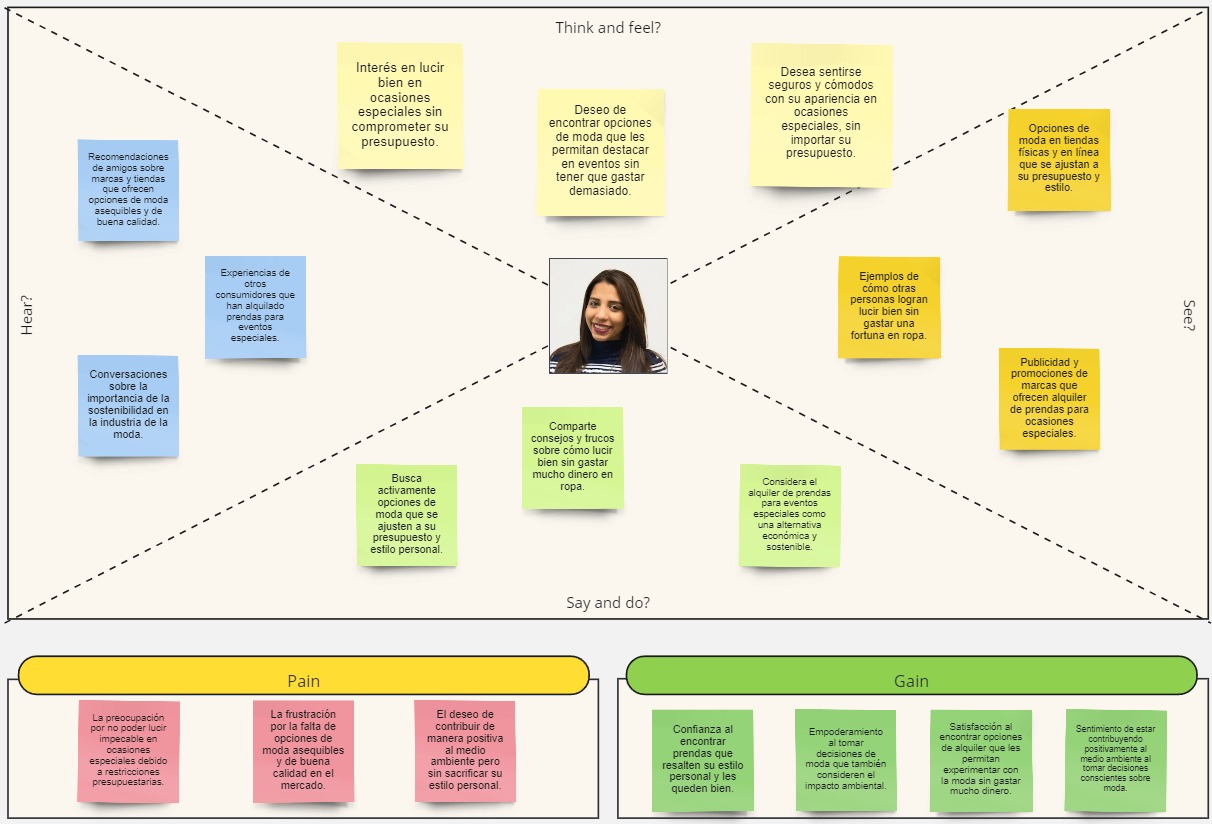 Think and feel?
Interés en lucir
bien en
ocasiones
especiales sin
comprometer su
presupuesto.
Deseo de
encontrar opciones
de moda que les
permitan destacar
en eventos sin
tener que gastar
demasiado.
Desea sentirse
seguros y cómodos
con su apariencia en
ocasiones
especiales, sin
importar su
presupuesto.
Hear?
Recomendaciones
de amigos sobre
marcas y tiendas
que ofrecen
opciones de moda
asequibles y de
buena calidad.
Experiencias de
otros
consumidores que
han alquilado
prendas para
eventos
especiales.
Conversaciones
sobre la
importancia de la
sostenibilidad en
la industria de la
moda.
See?
Opciones de
moda en tiendas
físicas y en línea
que se ajustan a
su presupuesto y
estilo.
Ejemplos de
cómo otras
personas logran
lucir bien sin
gastar una
fortuna en ropa.
Publicidad y
promociones de
marcas que
ofrecen alquiler
de prendas para
ocasiones
especiales.
Busca
activamente
opciones de
moda que se
ajusten a su
presupuesto y
estilo personal.
Comparte
consejos y trucos
sobre cómo lucir
bien sin gastar
mucho dinero en
ropa.
Considera el
alquiler de prendas
para eventos
especiales como
una alternativa
económica y
sostenible.
Say and do?
Pain
La preocupación
por no poder lucir
impecable en
ocasiones
especiales debido
a restricciones
presupuestarias.
La frustración
por la falta de
opciones de
moda asequibles
y de buena
calidad en el
mercado.
El deseo de
contribuir de
manera positiva
al medio
ambiente pero
sin sacrificar su
estilo personal.
Gain
Confianza al
encontrar
prendas que
resalten su estilo
personal y les
queden bien.
Empoderamiento
al tomar
decisiones de
moda que también
consideren el
impacto ambiental.
Satisfacción al
encontrar opciones
de alquiler que les
permitan
experimentar con
la moda sin gastar
mucho dinero.
Sentimiento de estar
contribuyendo
positivamente al
medio ambiente al
tomar decisiones
conscientes sobre
moda.